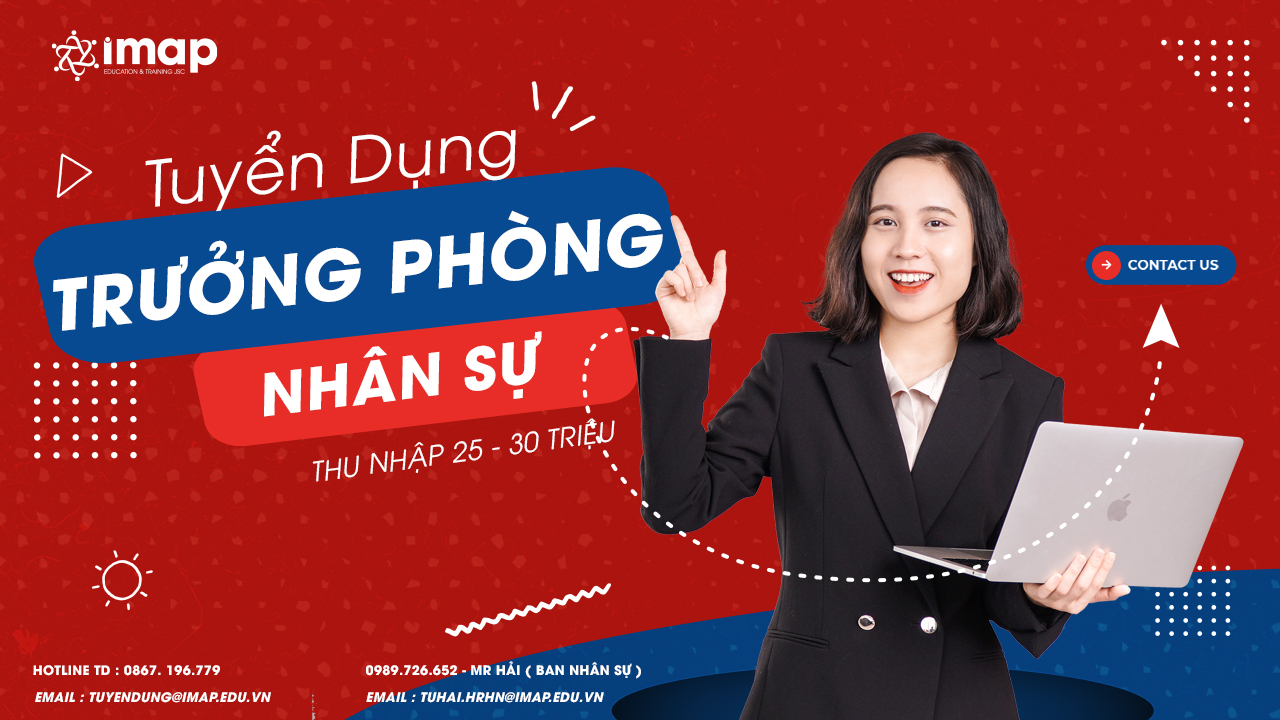 imap
EDUCATION & TRAINING JSC
Tuyển Dụng
TRƯỞNG PHÒNG
NHÂN SỰ
THU NHẬP 25 - 30 TRIỆU
CONTACT US
HOTLINE TD : 0867. 196.779
EMAIL : TUYENDUNG@IMAP.EDU.VN
0989.726.652 - MR HẢI ( BAN NHÂN SỰ )
EMAIL : TUHAI.HRHN@IMAP.EDU.VN